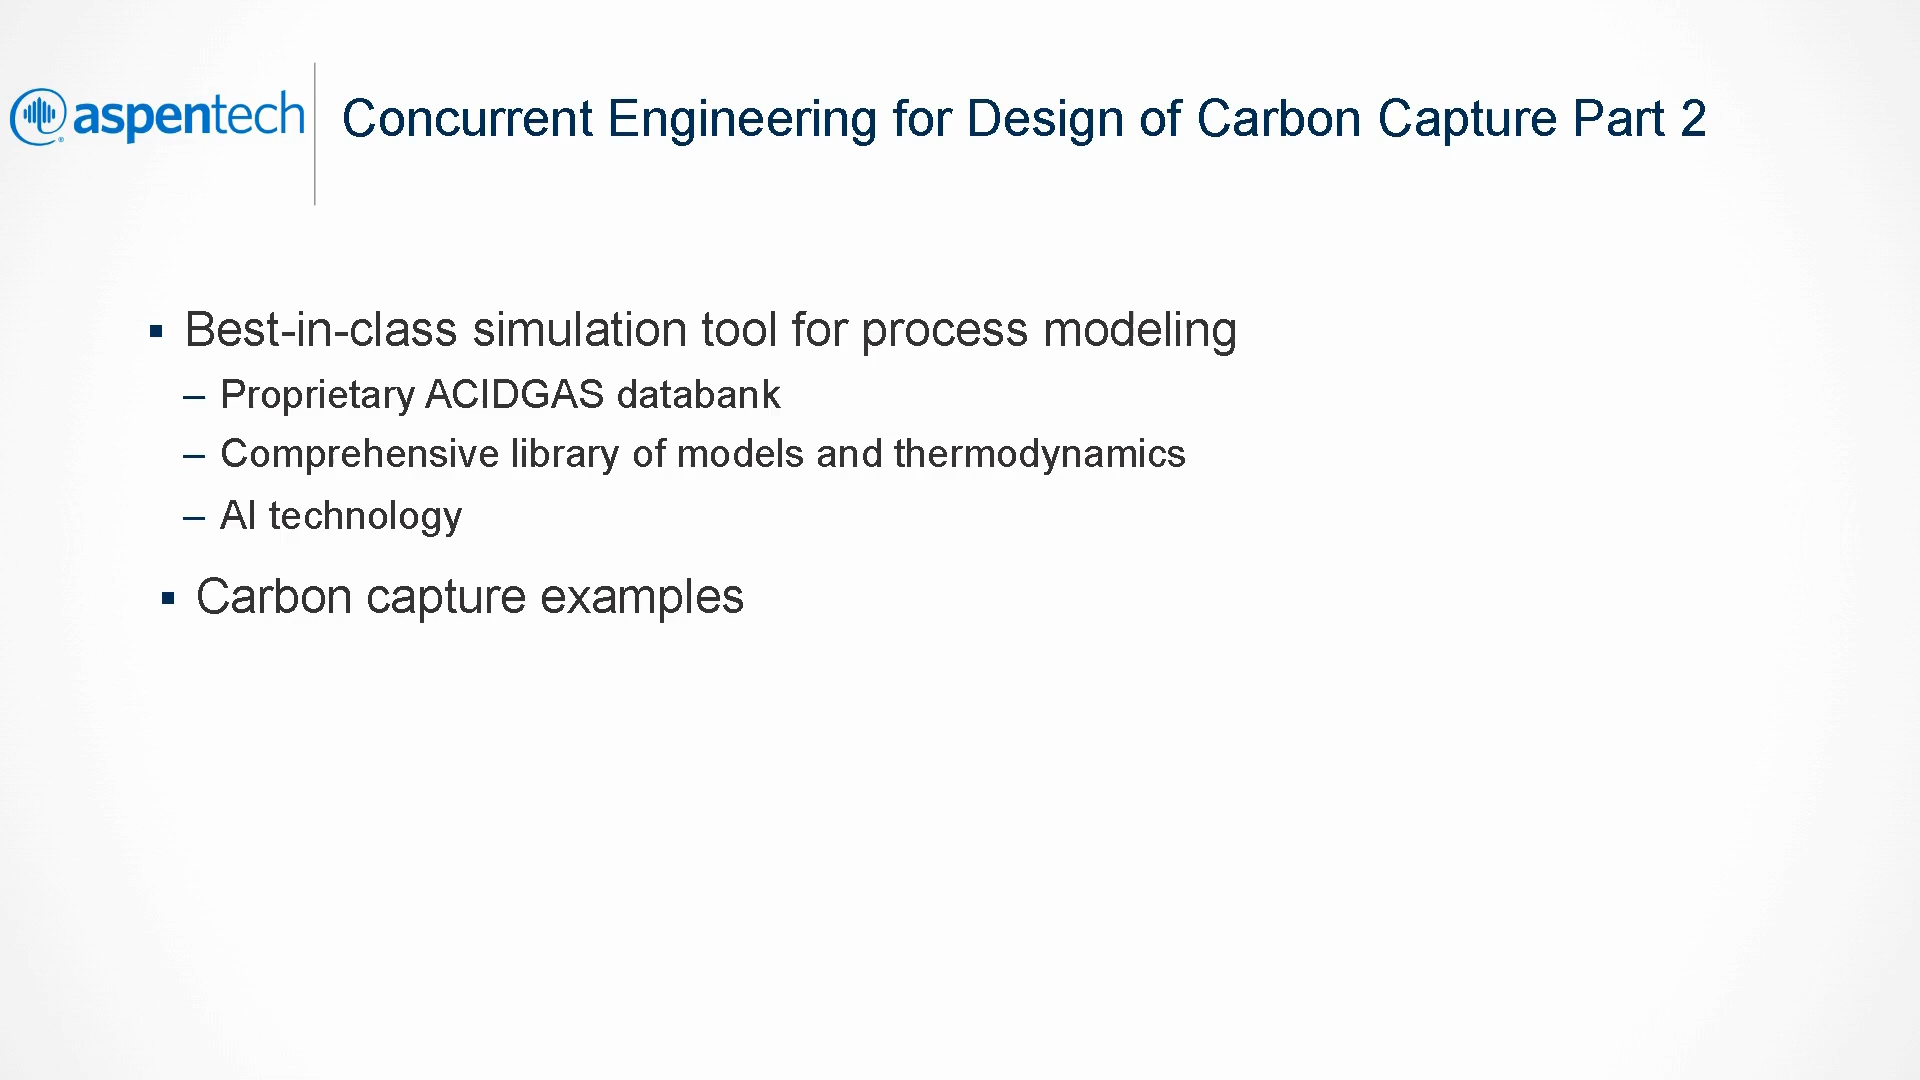 aspentech
Concurrent Engineering for Design of Carbon Capture Part 2
▪ Best-in-class simulation tool for process modeling
– Proprietary ACIDGAS databank
– Comprehensive library of models and thermodynamics
– AI technology
▪ Carbon capture examples